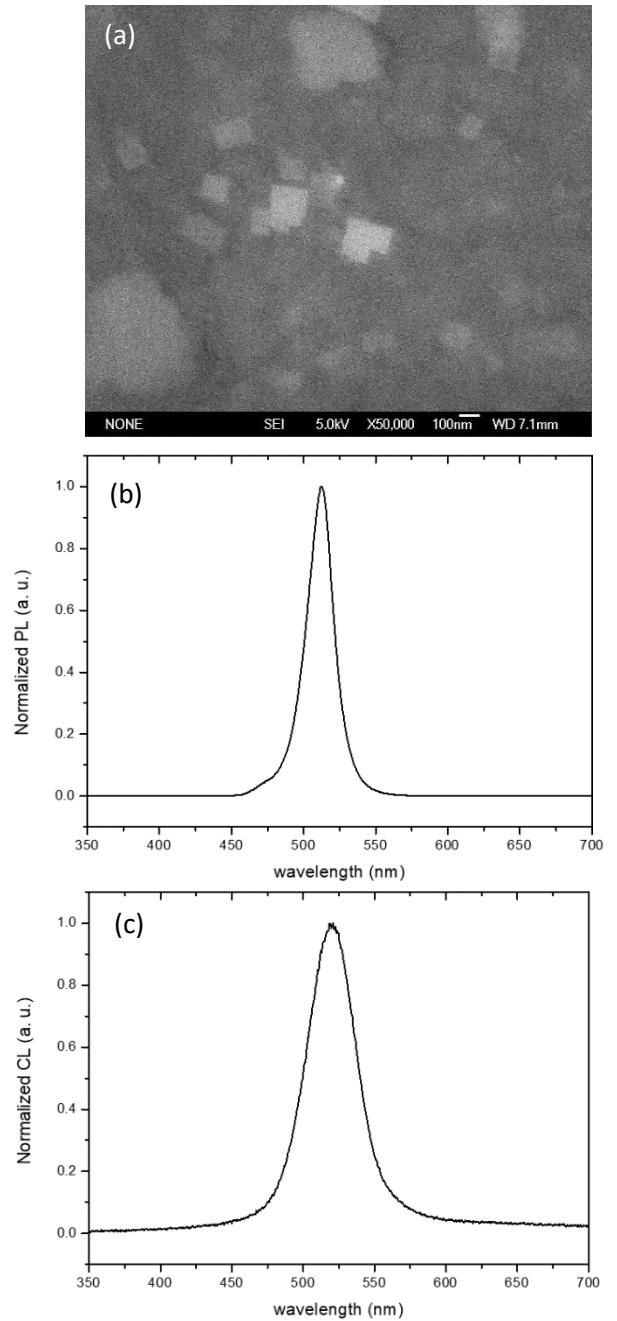 (a)
NONE SEI 5.0kV X50,000 100nm WD 7.1mm
(b)
Normalized PL (a. u.)
1.0
0.8
0.6
0.4
0.2
0.0
350 400 450 500 550 600 650 700
wavelength (nm)
(c)
Normalized CL (a. u.)
1.0
0.8
0.6
0.4
0.2
0.0
350 400 450 500 550 600 650 700
wavelength (nm)